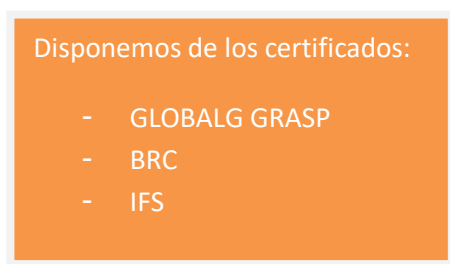 Disponemos de los certificados:
- GLOBALG GRASP
- BRC
- IFS